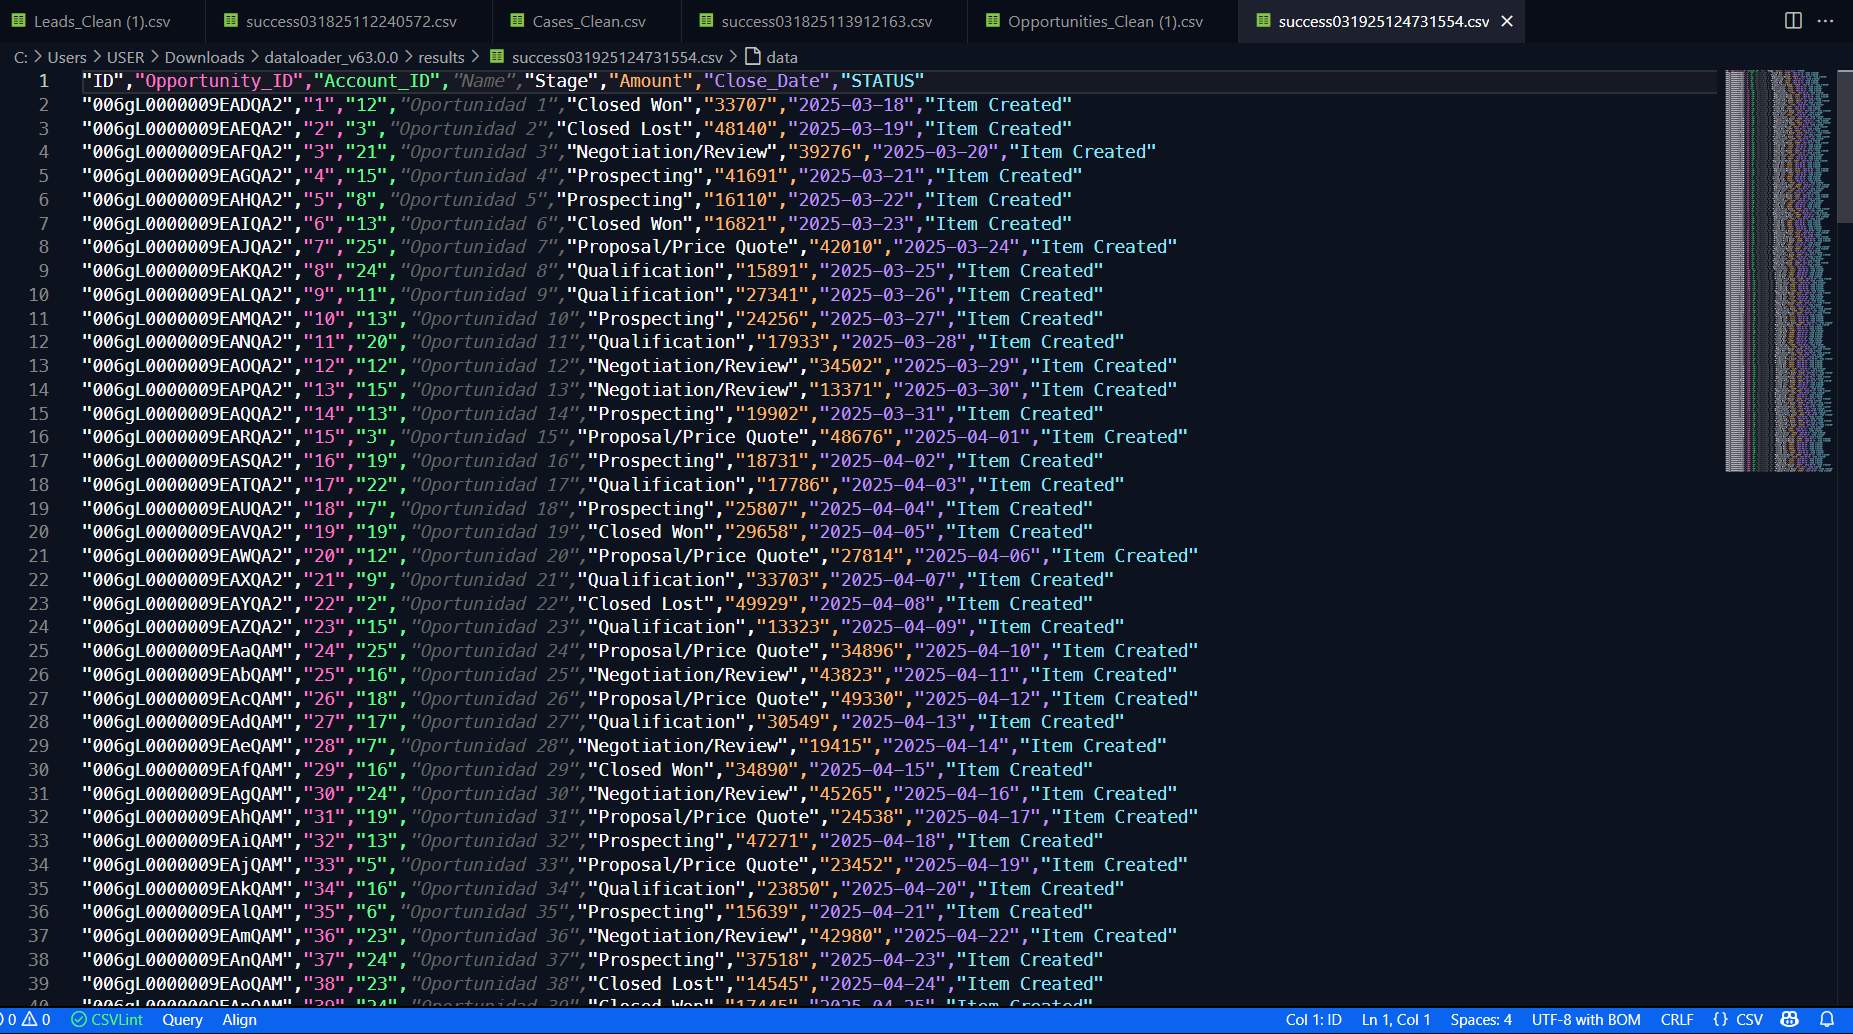 Leads_Clean (1).csv success031825112240572.csv Cases_Clean.csv success031825113912163.csv Opportunities_Clean (1).csv success031925124731554.csv
C: > Users > USER > Downloads > dataloader_v63.0.0 > results > success031925124731554.csv > data
1 "ID","Opportunity_ID","Account_ID","Name","Stage","Amount","Close_Date","STATUS"
2 "006gL0000009EADQA2","1","12","Oportunidad 1","Closed Won","33707","2025-03-18","Item Created"
3 "006gL0000009EAEQA2","2","3","Oportunidad 2","Closed Lost","48140","2025-03-19","Item Created"
4 "006gL0000009EAFQA2","3","21","Oportunidad 3","Negotiation/Review","39276","2025-03-20","Item Created"
5 "006gL0000009EAGQA2","4","15","Oportunidad 4","Prospecting","41691","2025-03-21","Item Created"
6 "006gL0000009EAHQA2","5","8","Oportunidad 5","Prospecting","16110","2025-03-22","Item Created"
7 "006gL0000009EAIQA2","6","13","Oportunidad 6","Closed Won","16821","2025-03-23","Item Created"
8 "006gL0000009EAJQA2","7","25","Oportunidad 7","Proposal/Price Quote","42010","2025-03-24","Item Created"
9 "006gL0000009EAKQA2","8","24","Oportunidad 8","Qualification","15891","2025-03-25","Item Created"
10 "006gL0000009EALQA2","9","11","Oportunidad 9","Qualification","27341","2025-03-26","Item Created"
11 "006gL0000009EAMQA2","10","13","Oportunidad 10","Prospecting","24256","2025-03-27","Item Created"
12 "006gL0000009EANQA2","11","20","Oportunidad 11","Qualification","17933","2025-03-28","Item Created"
13 "006gL0000009EAOQA2","12","12","Oportunidad 12","Negotiation/Review","34502","2025-03-29","Item Created"
14 "006gL0000009EAPQA2","13","15","Oportunidad 13","Negotiation/Review","13371","2025-03-30","Item Created"
15 "006gL0000009EAQQA2","14","13","Oportunidad 14","Prospecting","19902","2025-03-31","Item Created"
16 "006gL0000009EARQA2","15","3","Oportunidad 15","Proposal/Price Quote","48676","2025-04-01","Item Created"
17 "006gL0000009EASQA2","16","19","Oportunidad 16","Prospecting","18731","2025-04-02","Item Created"
18 "006gL0000009EATQA2","17","22","Oportunidad 17","Qualification","17786","2025-04-03","Item Created"
19 "006gL0000009EAUQA2","18","7","Oportunidad 18","Prospecting","25807","2025-04-04","Item Created"
20 "006gL0000009EAVQA2","19","19","Oportunidad 19","Closed Won","29658","2025-04-05","Item Created"
21 "006gL0000009EAWQA2","20","12","Oportunidad 20","Proposal/Price Quote","27814","2025-04-06","Item Created"
22 "006gL0000009EAXQA2","21","9","Oportunidad 21","Qualification","33703","2025-04-07","Item Created"
23 "006gL0000009EAYQA2","22","2","Oportunidad 22","Closed Lost","49929","2025-04-08","Item Created"
24 "006gL0000009EAZQA2","23","15","Oportunidad 23","Qualification","13323","2025-04-09","Item Created"
25 "006gL0000009EAaQAM","24","25","Oportunidad 24","Proposal/Price Quote","34896","2025-04-10","Item Created"
26 "006gL0000009EAbQAM","25","16","Oportunidad 25","Negotiation/Review","43823","2025-04-11","Item Created"
27 "006gL0000009EAcQAM","26","18","Oportunidad 26","Proposal/Price Quote","49330","2025-04-12","Item Created"
28 "006gL0000009EAdQAM","27","17","Oportunidad 27","Qualification","30549","2025-04-13","Item Created"
29 "006gL0000009EAeQAM","28","7","Oportunidad 28","Negotiation/Review","19415","2025-04-14","Item Created"
30 "006gL0000009EAfQAM","29","16","Oportunidad 29","Closed Won","34890","2025-04-15","Item Created"
31 "006gL0000009EAgQAM","30","24","Oportunidad 30","Negotiation/Review","45265","2025-04-16","Item Created"
32 "006gL0000009EAhQAM","31","19","Oportunidad 31","Proposal/Price Quote","24538","2025-04-17","Item Created"
33 "006gL0000009EAiQAM","32","13","Oportunidad 32","Prospecting","47271","2025-04-18","Item Created"
34 "006gL0000009EAjQAM","33","5","Oportunidad 33","Proposal/Price Quote","23452","2025-04-19","Item Created"
35 "006gL0000009EAkQAM","34","16","Oportunidad 34","Qualification","23850","2025-04-20","Item Created"
36 "006gL0000009EAlQAM","35","6","Oportunidad 35","Prospecting","15639","2025-04-21","Item Created"
37 "006gL0000009EAmQAM","36","23","Oportunidad 36","Negotiation/Review","42980","2025-04-22","Item Created"
38 "006gL0000009EAnQAM","37","24","Oportunidad 37","Prospecting","37518","2025-04-23","Item Created"
39 "006gL0000009EAoQAM","38","23","Oportunidad 38","Closed Lost","14545","2025-04-24","Item Created"
40 "006gL0000009EApQAM","39","24","Oportunidad 39","Closed Won","17445","2025-04-25","Item Created"
0 0 CSVLint Query Align Col 1: ID Ln 1, Col 1 Spaces: 4 UTF-8 with BOM CRLF {} CSV